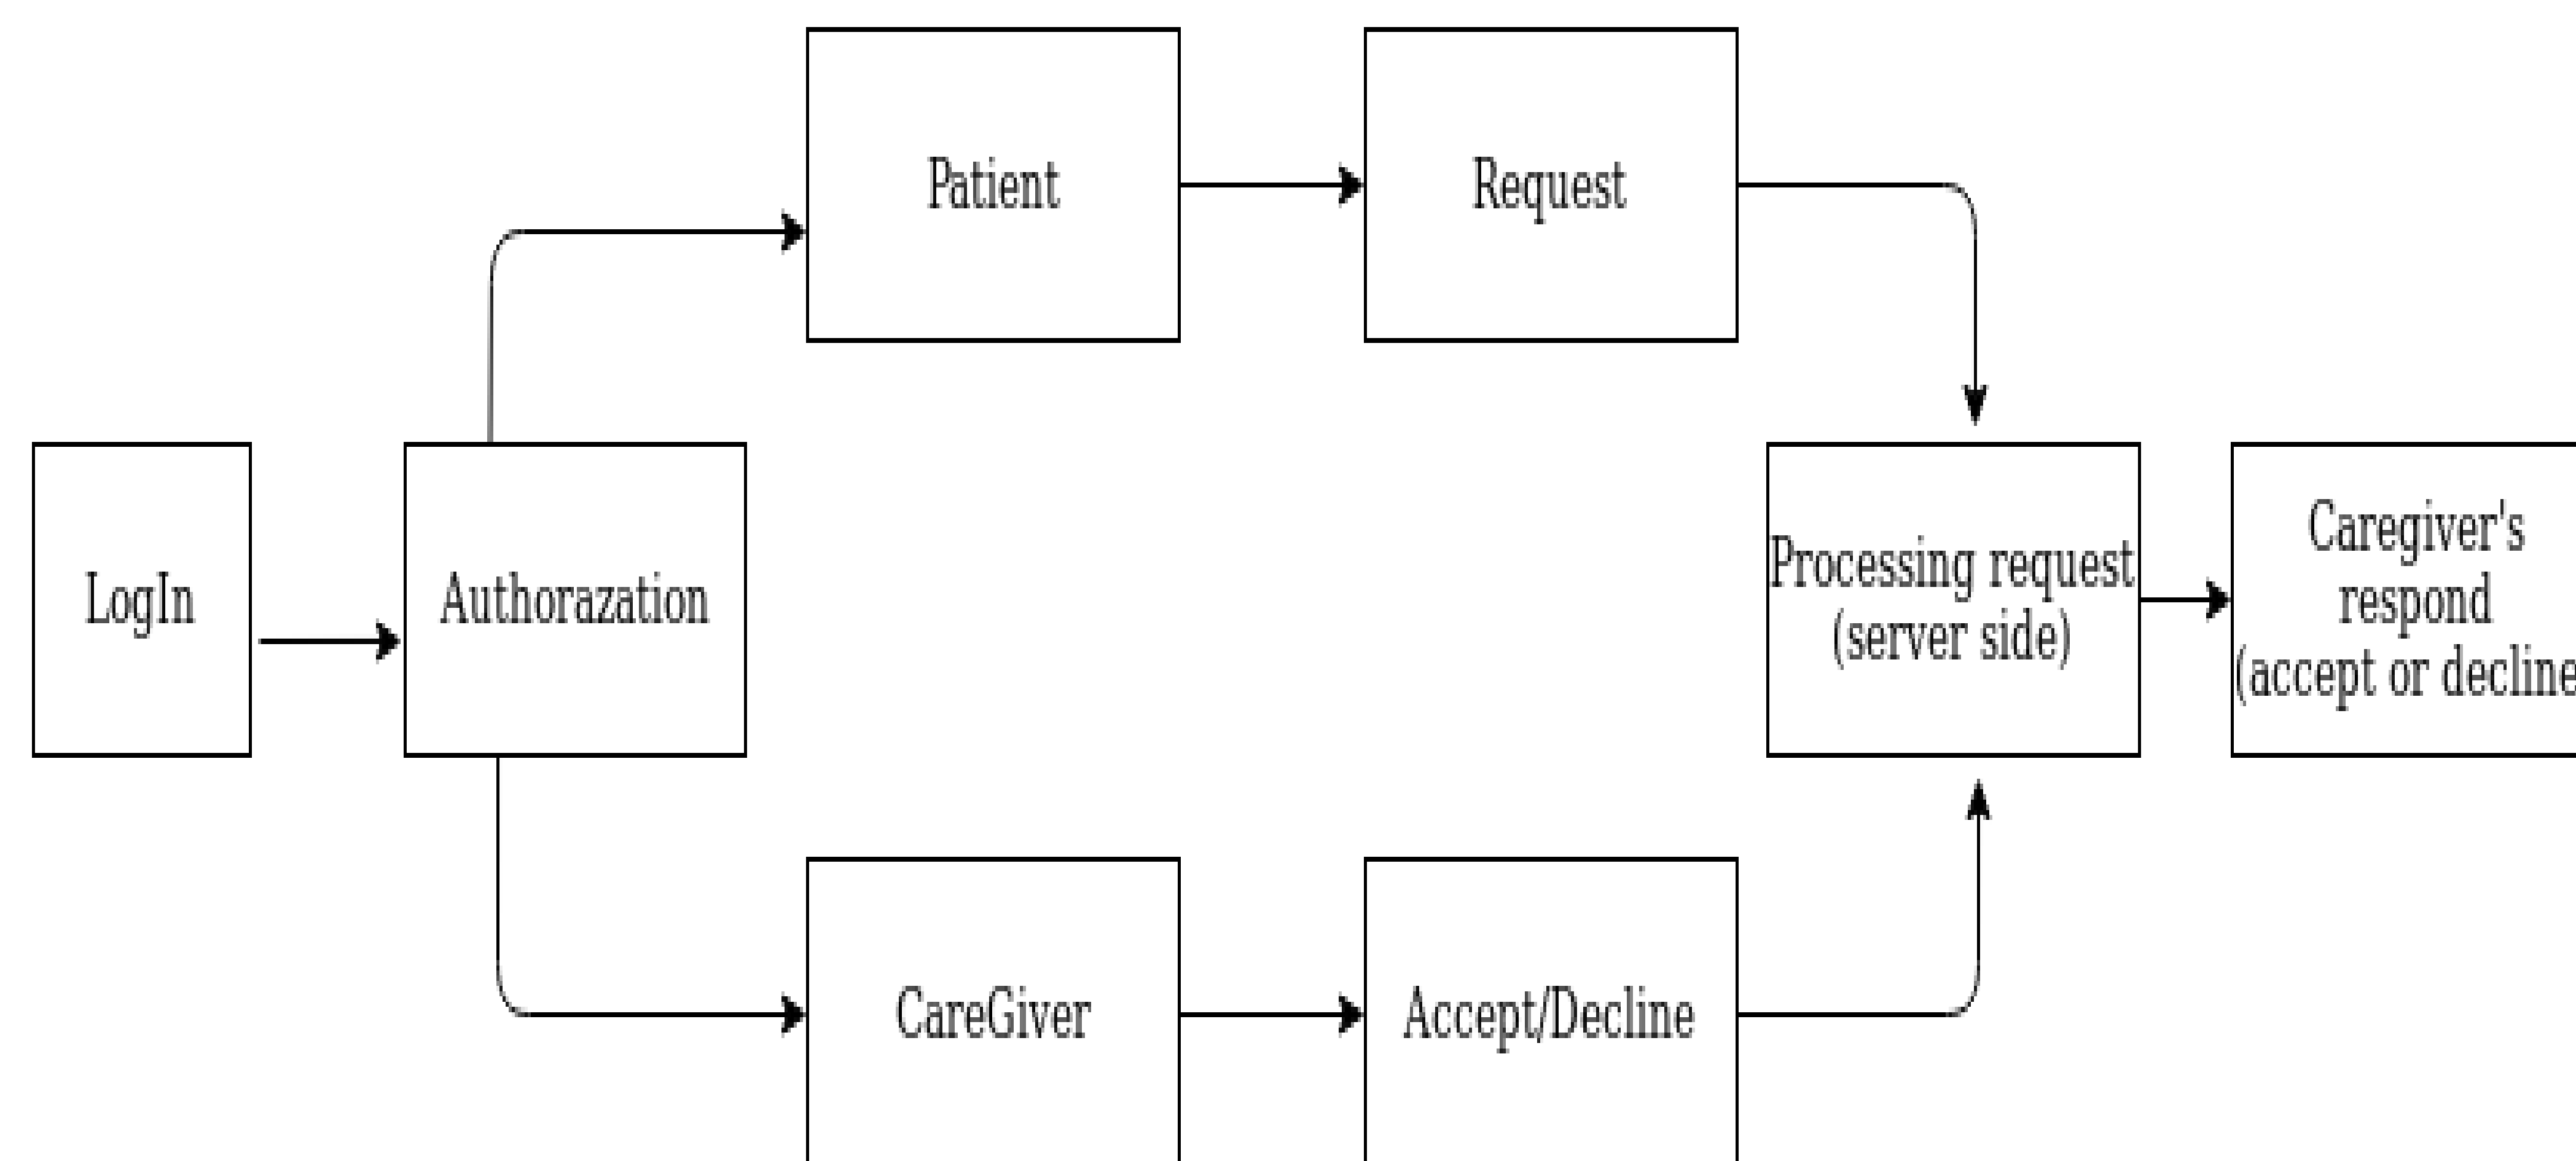 Patient
Request
LogIn
Authorazation
Processing request
(server side)
Caregiver's
respond
(accept or decline
CareGiver
Accept/Decline